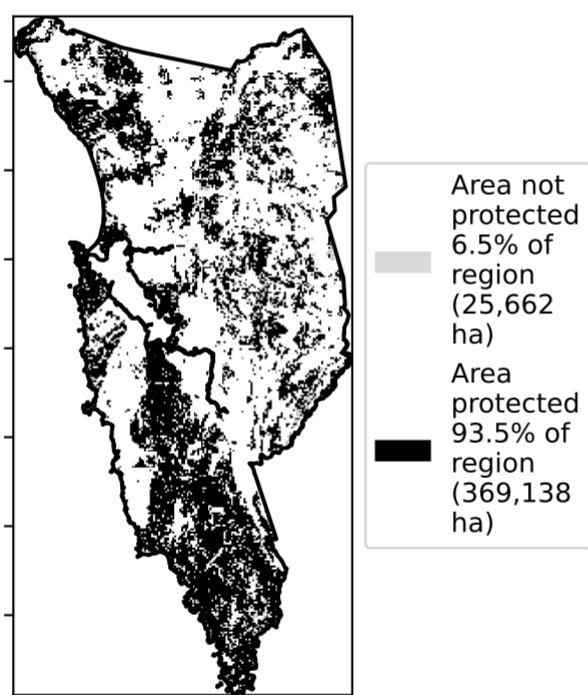 Area not
protected
6.5% of
region
(25,662
ha)
Area
protected
93.5% of
region
(369,138
ha)